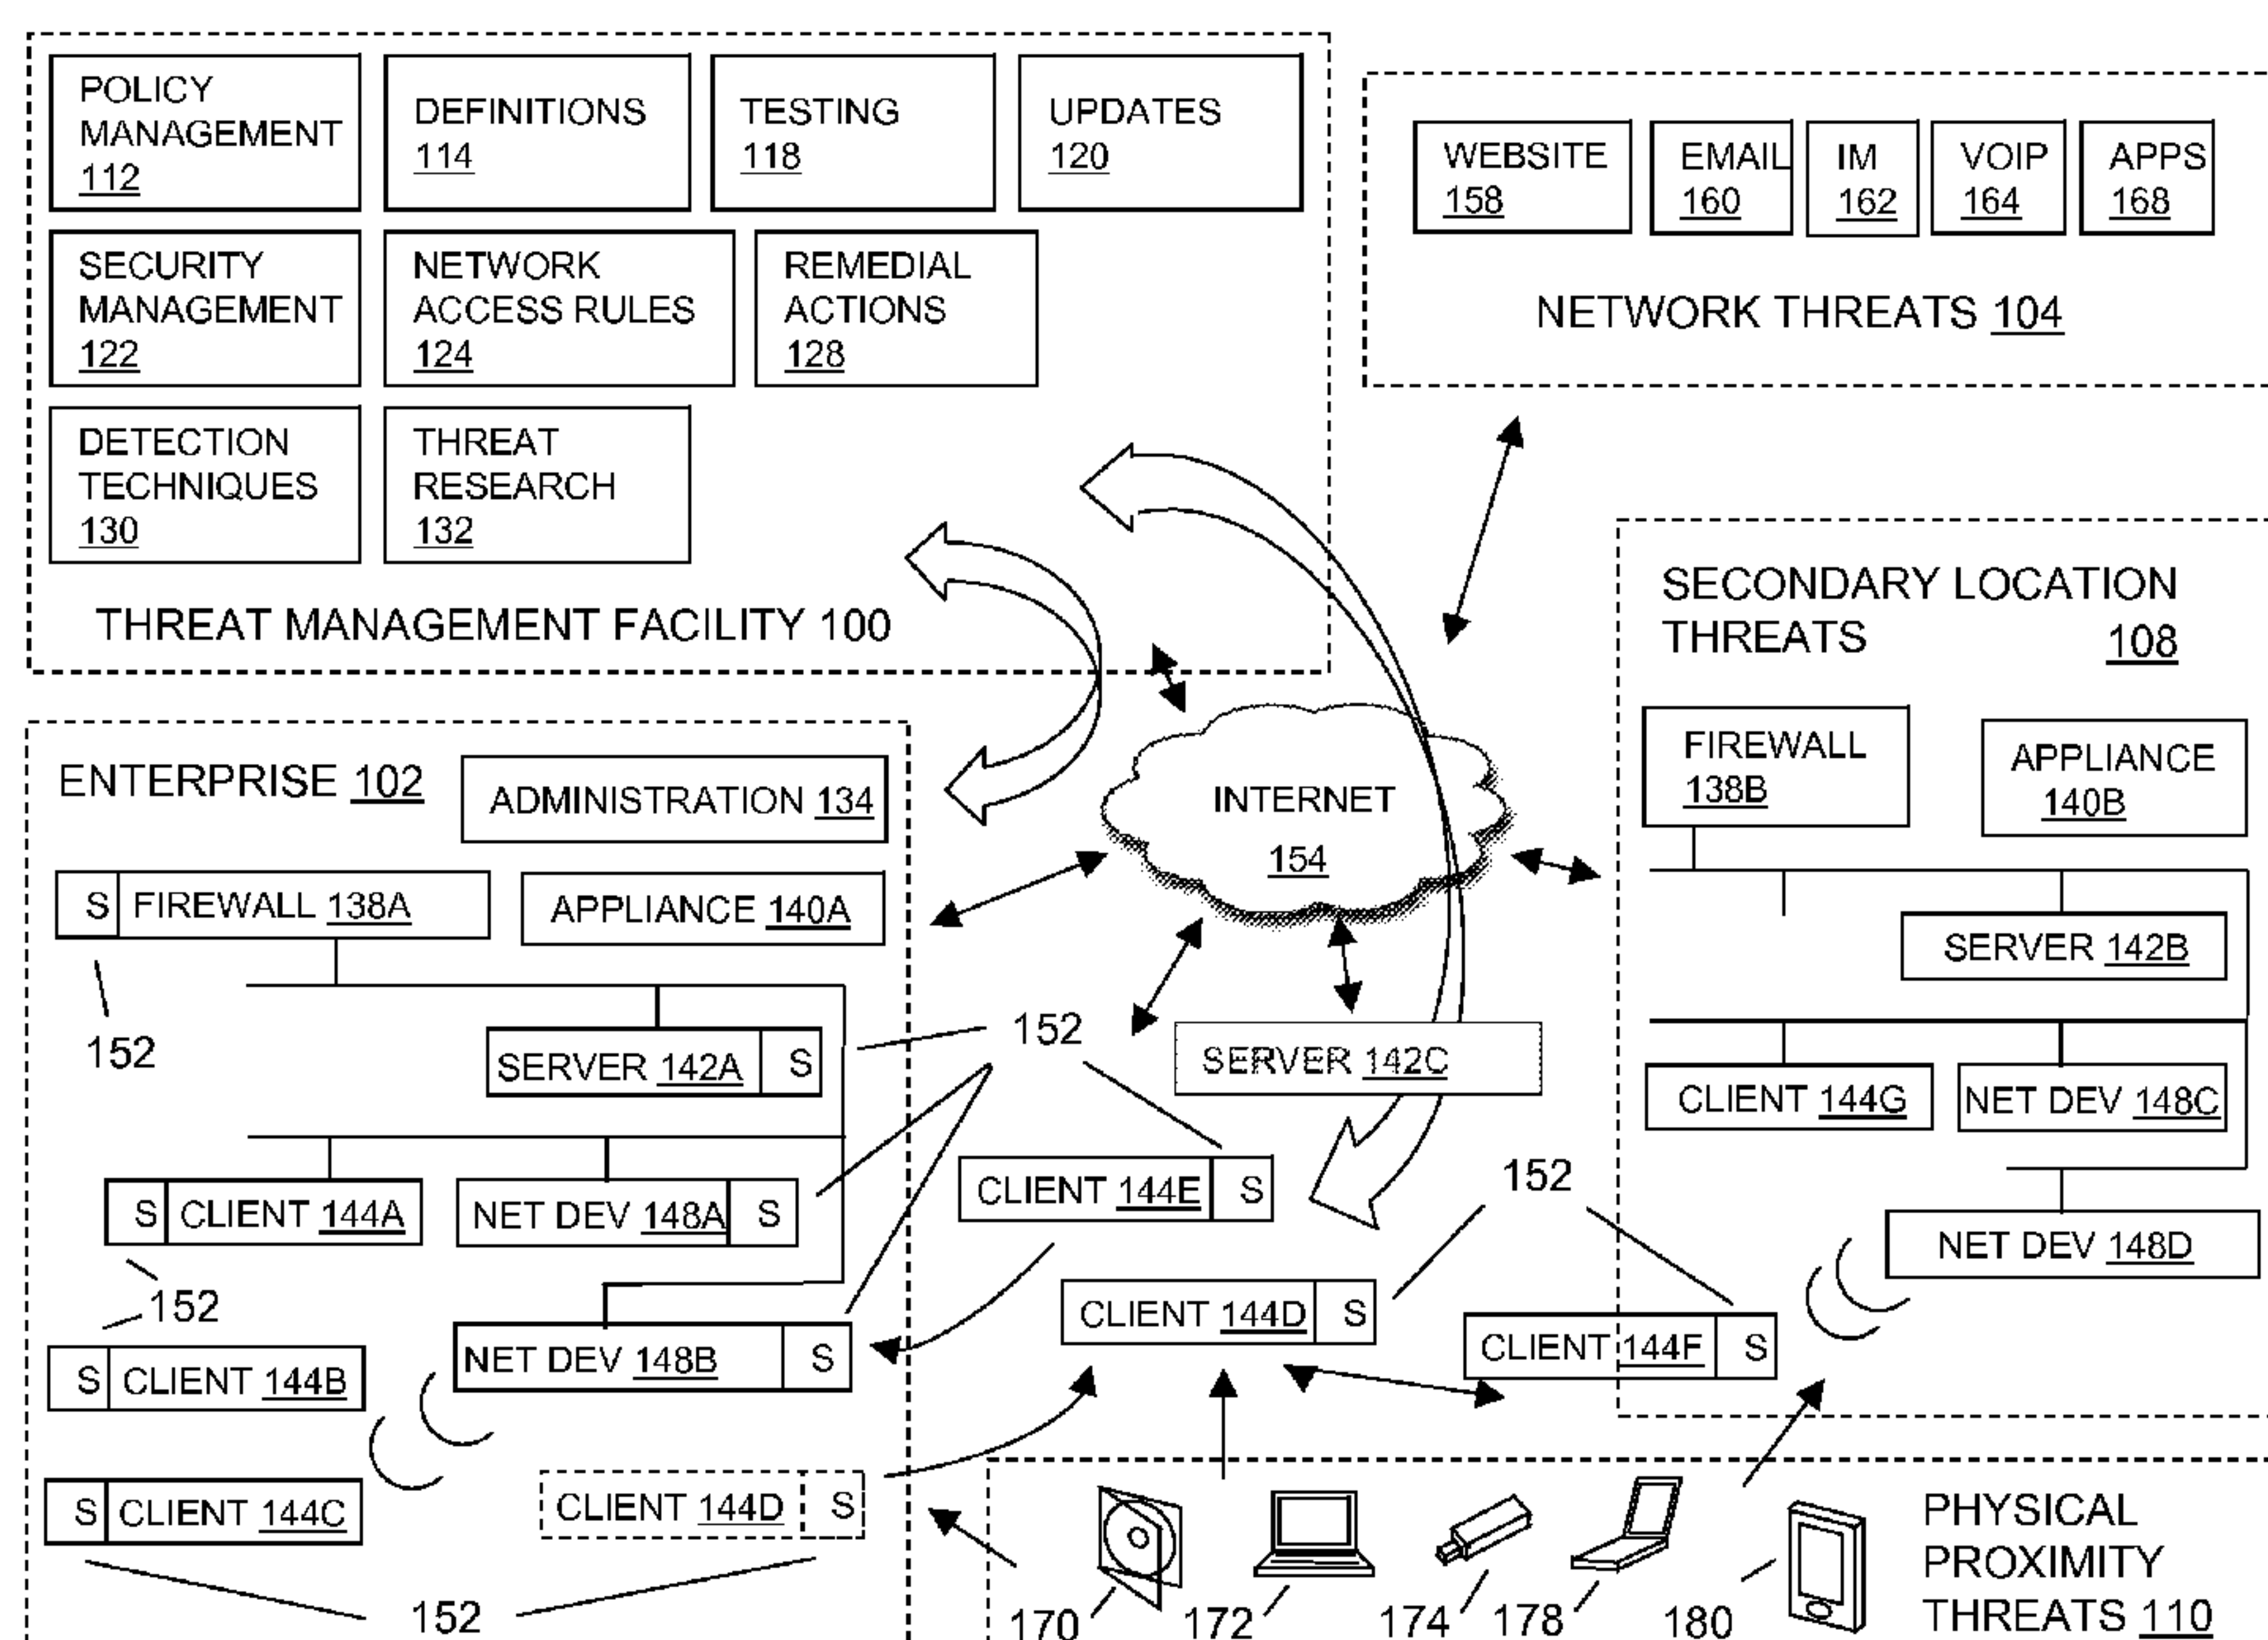 POLICY
MANAGEMENT
112
DEFINITIONS
114
TESTING
118
UPDATES
120
SECURITY
MANAGEMENT
122
NETWORK
ACCESS RULES
124
REMEDIAL
ACTIONS
128
DETECTION
TECHNIQUES
130
THREAT
RESEARCH
132
THREAT MANAGEMENT FACILITY 100
WEBSITE
158
EMAIL
160
IM
162
VOIP
164
APPS
168
NETWORK THREATS 104
SECONDARY LOCATION
THREATS 108
FIREWALL
138B
APPLIANCE
140B
SERVER 142B
CLIENT 144G
NET DEV 148C
NET DEV 148D
INTERNET
154
ENTERPRISE 102
ADMINISTRATION 134
S FIREWALL 138A
APPLIANCE 140A
152
SERVER 142A S
152
SERVER 142C
S CLIENT 144A
NET DEV 148A S
CLIENT 144E S
152
152
CLIENT 144D S
CLIENT 144F S
S CLIENT 144B
NET DEV 148B S
S CLIENT 144C
CLIENT 144D S
152
170
172
174
178
180
PHYSICAL
PROXIMITY
THREATS 110